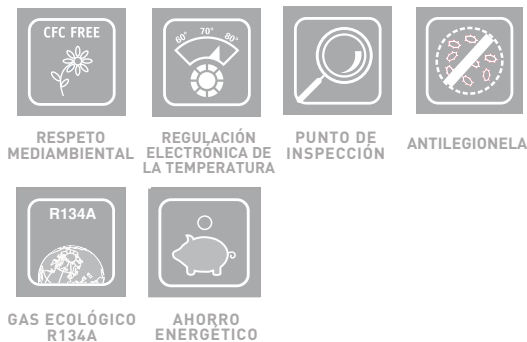 CFC FREE
60° 70° 80°
RESPETO
MEDIAMBIENTAL
REGULACIÓN
ELECTRÓNICA DE
LA TEMPERATURA
PUNTO DE
INSPECCIÓN
ANTILEGIONELA
R134A
GAS ECOLÓGICO
R134A
AHORRO
ENERGÉTICO